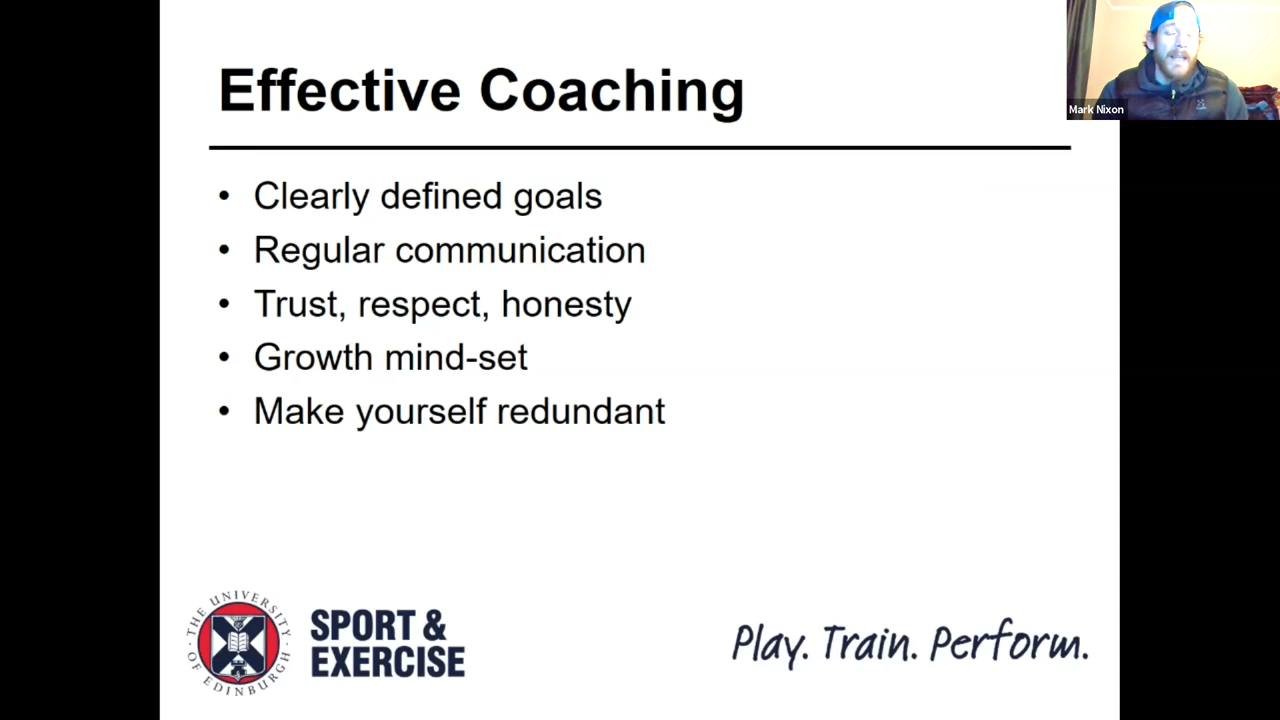 Effective Coaching
Mark Nixon
• Clearly defined goals
• Regular communication
• Trust, respect, honesty
• Growth mind-set
• Make yourself redundant
THE UNIVERSITY OF EDINBURGH
SPORT &
EXERCISE
Play. Train. Perform.